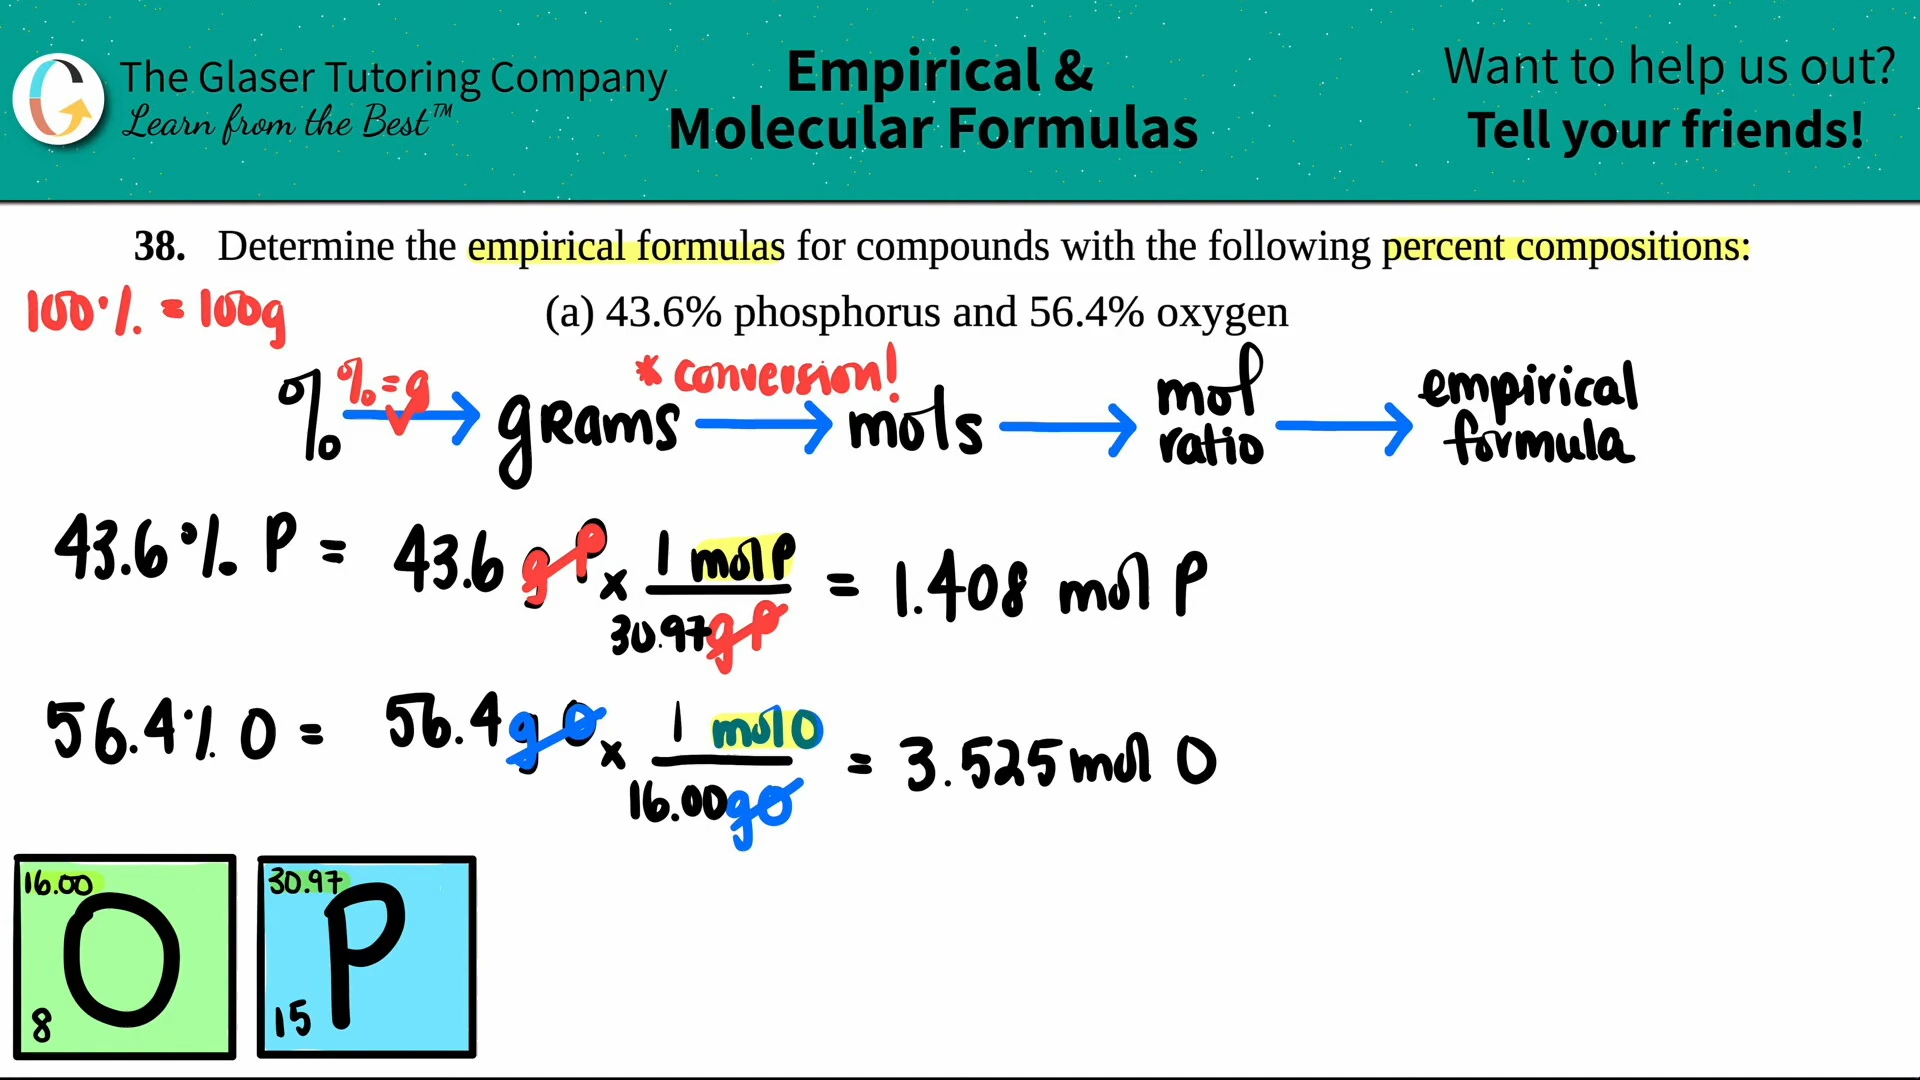 The Glaser Tutoring Company
Learn from the Best™
Empirical &
Molecular Formulas
Want to help us out?
Tell your friends!
38. Determine the empirical formulas for compounds with the following percent compositions:
100% = 100g
(a) 43.6% phosphorus and 56.4% oxygen
%=g
* conversion!
% → grams → mols → mol ratio → empirical formula
43.6% P = 43.6 g P x 1 mol P / 30.97 g P = 1.408 mol P
56.4% O = 56.4 g O x 1 mol O / 16.00 g O = 3.525 mol O
16.00
O
8
30.97
P
15